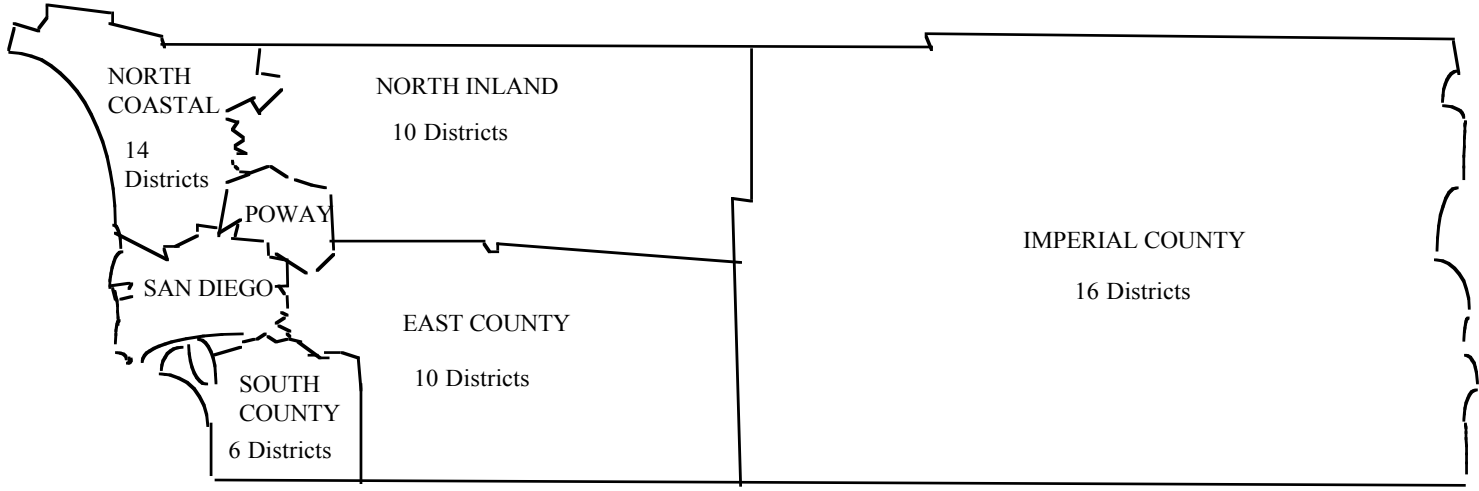 NORTH
COASTAL
14
Districts
NORTH INLAND
10 Districts
POWAY
SAN DIEGO
EAST COUNTY
10 Districts
SOUTH
COUNTY
6 Districts
IMPERIAL COUNTY
16 Districts